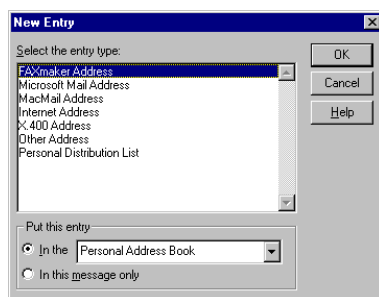 New Entry
Select the entry type:
OK
FAXmaker Address
Microsoft Mail Address
Cancel
MacMail Address
Internet Address
Help
X.400 Address
Other Address
Personal Distribution List
Put this entry
In the Personal Address Book
In this message only